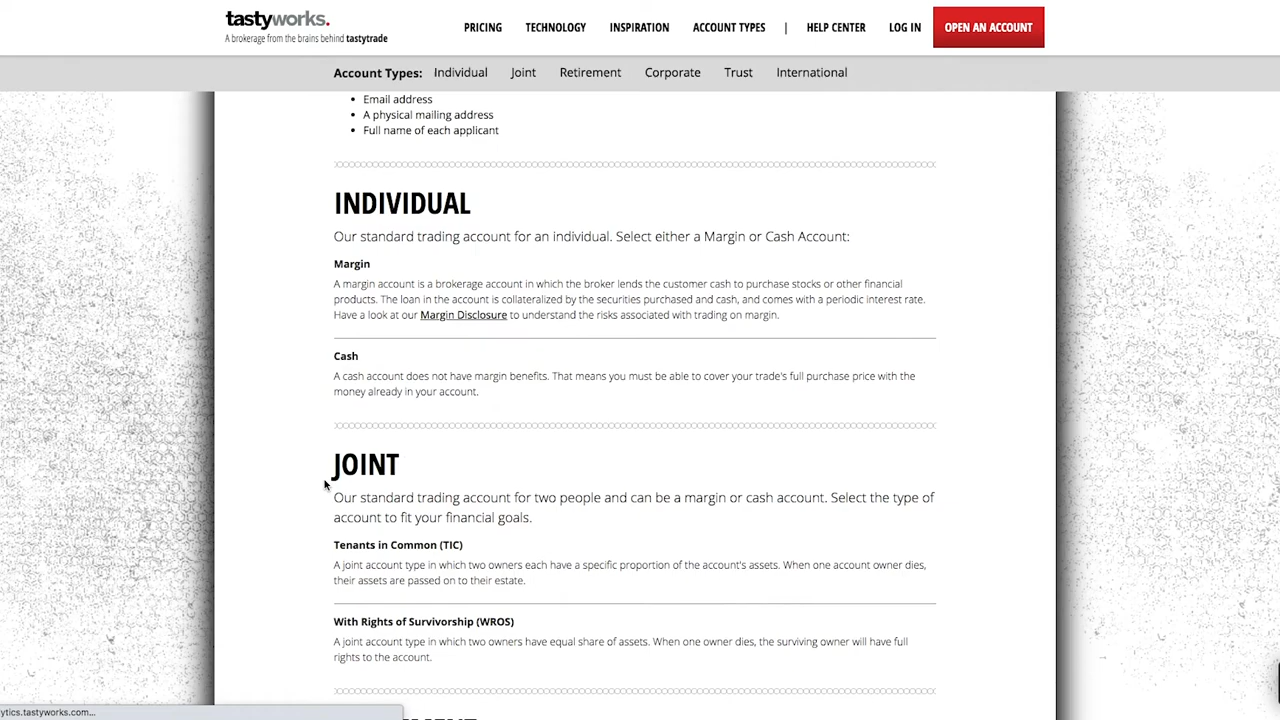 tastyworks.
A brokerage from the brains behind tastytrade
PRICING TECHNOLOGY INSPIRATION ACCOUNT TYPES | HELP CENTER LOG IN OPEN AN ACCOUNT
Account Types: Individual Joint Retirement Corporate Trust International
• Email address
• A physical mailing address
• Full name of each applicant
INDIVIDUAL
Our standard trading account for an individual. Select either a Margin or Cash Account:
Margin
A margin account is a brokerage account in which the broker lends the customer cash to purchase stocks or other financial
products. The loan in the account is collateralized by the securities purchased and cash, and comes with a periodic interest rate.
Have a look at our Margin Disclosure to understand the risks associated with trading on margin.
Cash
A cash account does not have margin benefits. That means you must be able to cover your trade's full purchase price with the
money already in your account.
JOINT
Our standard trading account for two people and can be a margin or cash account. Select the type of
account to fit your financial goals.
Tenants in Common (TIC)
A joint account type in which two owners each have a specific proportion of the account's assets. When one account owner dies,
their assets are passed on to their estate.
With Rights of Survivorship (WROS)
A joint account type in which two owners have equal share of assets. When one owner dies, the surviving owner will have full
rights to the account.
ytics.tastyworks.com...